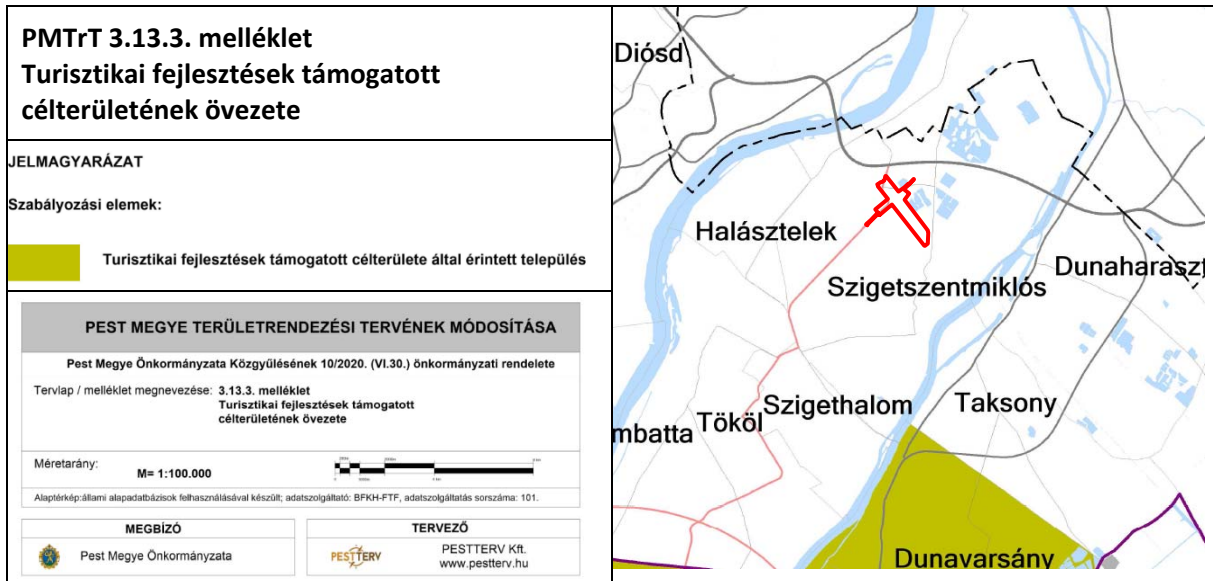 PMTrT 3.13.3. melléklet
Turisztikai fejlesztések támogatott
célterületének övezete
JELMAGYARÁZAT
Szabályozási elemek:
Turisztikai fejlesztések támogatott célterülete által érintett település
PEST MEGYE TERÜLETRENDEZÉSI TERVÉNEK MÓDOSÍTÁSA
Pest Megye Önkormányzata Közgyűlésének 10/2020. (VI.30.) önkormányzati rendelete
Tervlap / melléklet megnevezése: 3.13.3. melléklet
Turisztikai fejlesztések támogatott
célterületének övezete
Méretarány:
M= 1:100.000
Alaptérkép:állami alapadatbázisok felhasználásával készült; adatszolgáltató: BFKH-FTF, adatszolgáltatás sorszáma: 101.
MEGBÍZÓ
Pest Megye Önkormányzata
TERVEZŐ
PESTTERV
PESTTERV Kft.
www.pestterv.hu
Diósd
Halásztelek
Dunaharaszt
Szigetszentmiklós
Szigethalom
Taksony
mbatta
Tököl
Dunavarsány